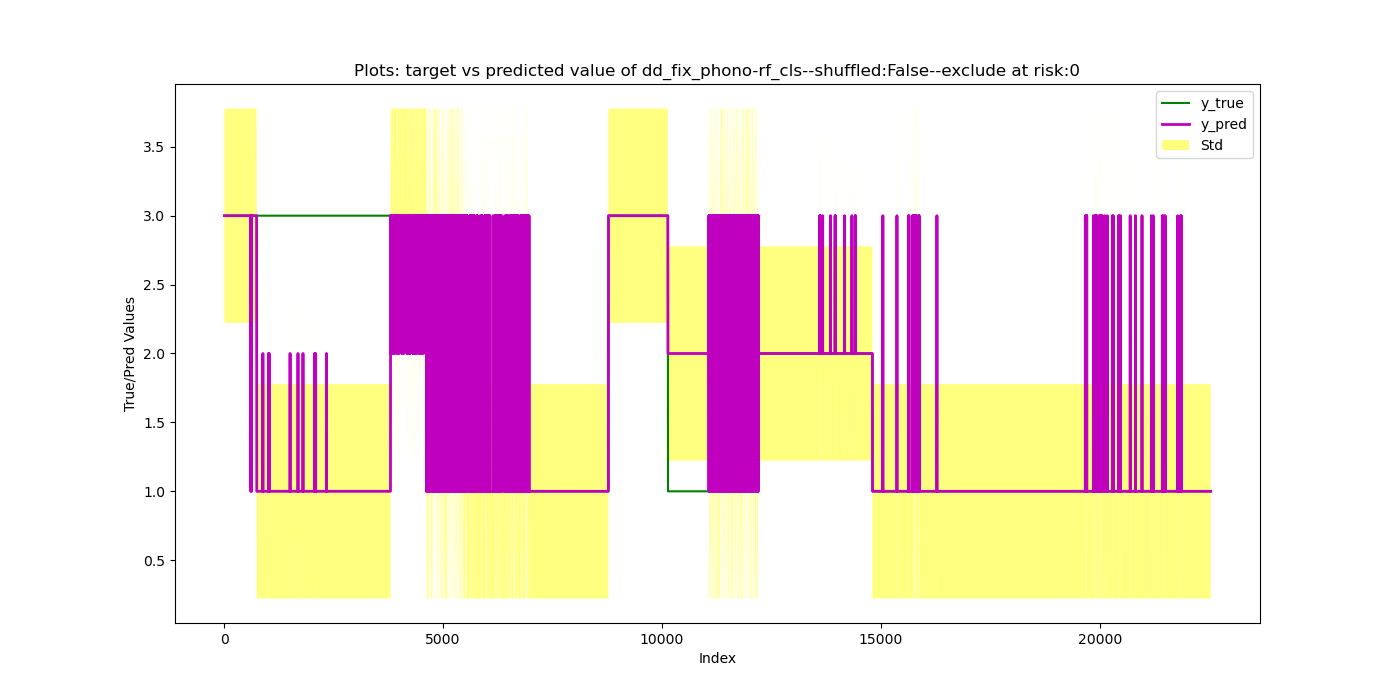 Plots: target vs predicted value of dd_fix_phono-rf_cls--shuffled:False--exclude at risk:0
y_true
y_pred
Std
True/Pred Values
3.5
3.0
2.5
2.0
1.5
1.0
0.5
0
5000
10000
15000
20000
Index